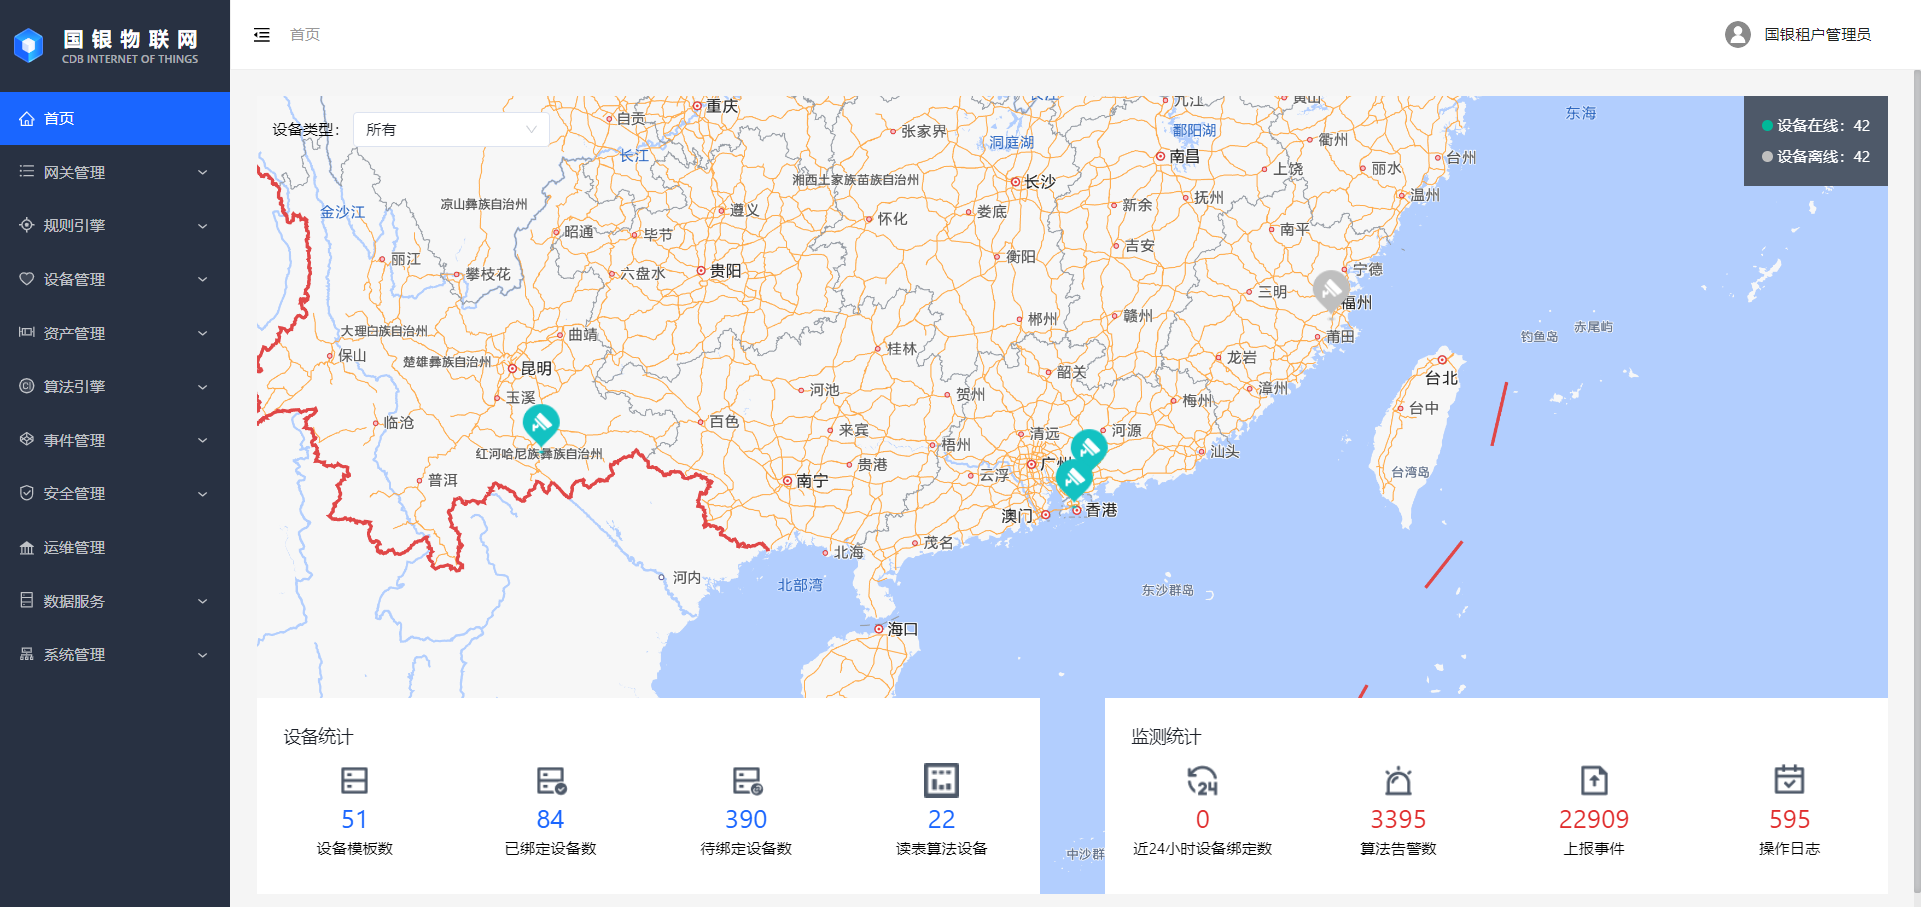 国银物联网
CDB INTERNET OF THINGS
首页
网关管理
规则引擎
设备管理
资产管理
算法引擎
事件管理
安全管理
运维管理
数据服务
系统管理
首页
国银租户管理员
设备类型：
所有
设备在线：42
设备离线：42
重庆
自贡
长江
长江
张家界
洞庭湖
九江
鄱阳湖
黄山
衢州
台州
东海
南昌
上饶
丽水
温州
湘西土家族苗族自治州
长沙
新余
抚州
金沙江
凉山彝族自治州
遵义
怀化
娄底
昭通
毕节
吉安
南平
丽江
攀枝花
六盘水
贵阳
衡阳
宁德
三明
福州
大理白族自治州
曲靖
郴州
赣州
莆田
钓鱼岛
赤尾屿
保山
楚雄彝族自治州
昆明
桂林
韶关
龙岩
台北
玉溪
河池
贺州
梅州
漳州
台中
临沧
百色
来宾
梧州
清远
河源
汕头
红河哈尼族彝族自治州
贵港
云浮
广州
台湾岛
普洱
南宁
澳门
香港
北海
茂名
河内
北部湾
东沙群岛
海口
中沙群
设备统计
51
设备模板数
84
已绑定设备数
390
待绑定设备数
22
读表算法设备
监测统计
24
0
近24小时设备绑定数
3395
算法告警数
22909
上报事件
595
操作日志